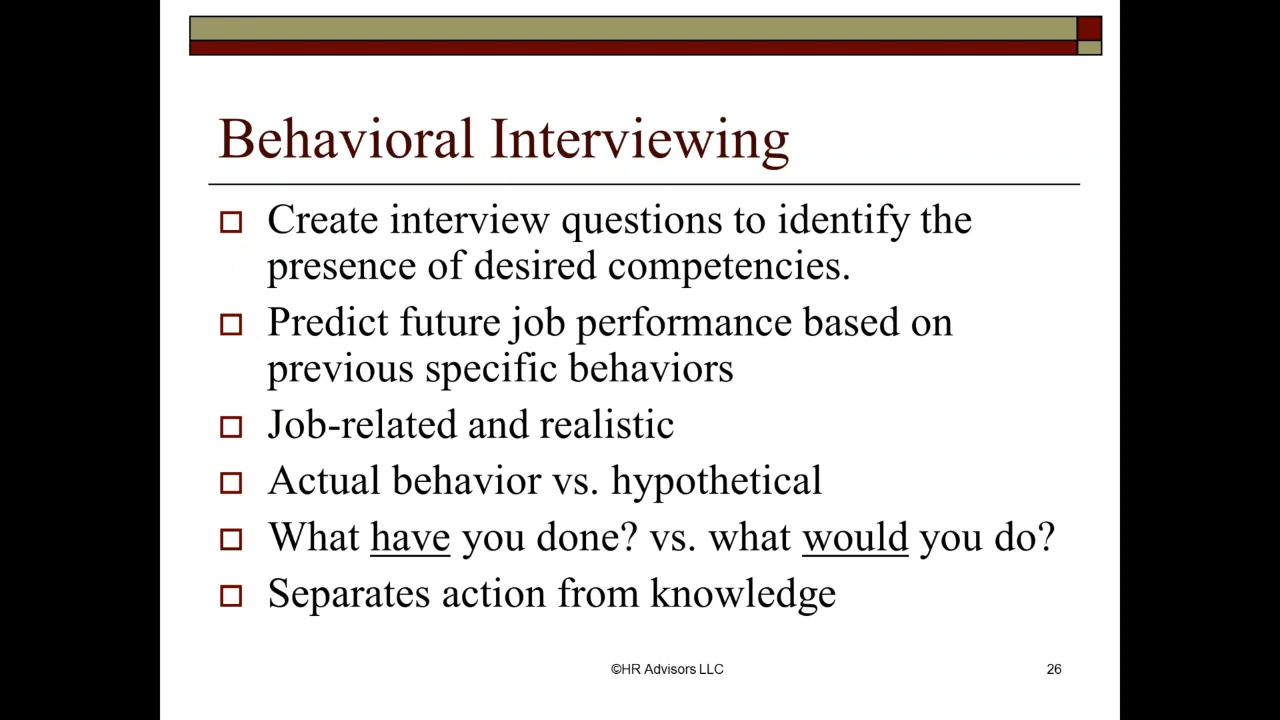 Behavioral Interviewing
Create interview questions to identify the
presence of desired competencies.
Predict future job performance based on
previous specific behaviors
Job-related and realistic
Actual behavior vs. hypothetical
What have you done? vs. what would you do?
Separates action from knowledge
©HR Advisors LLC
26